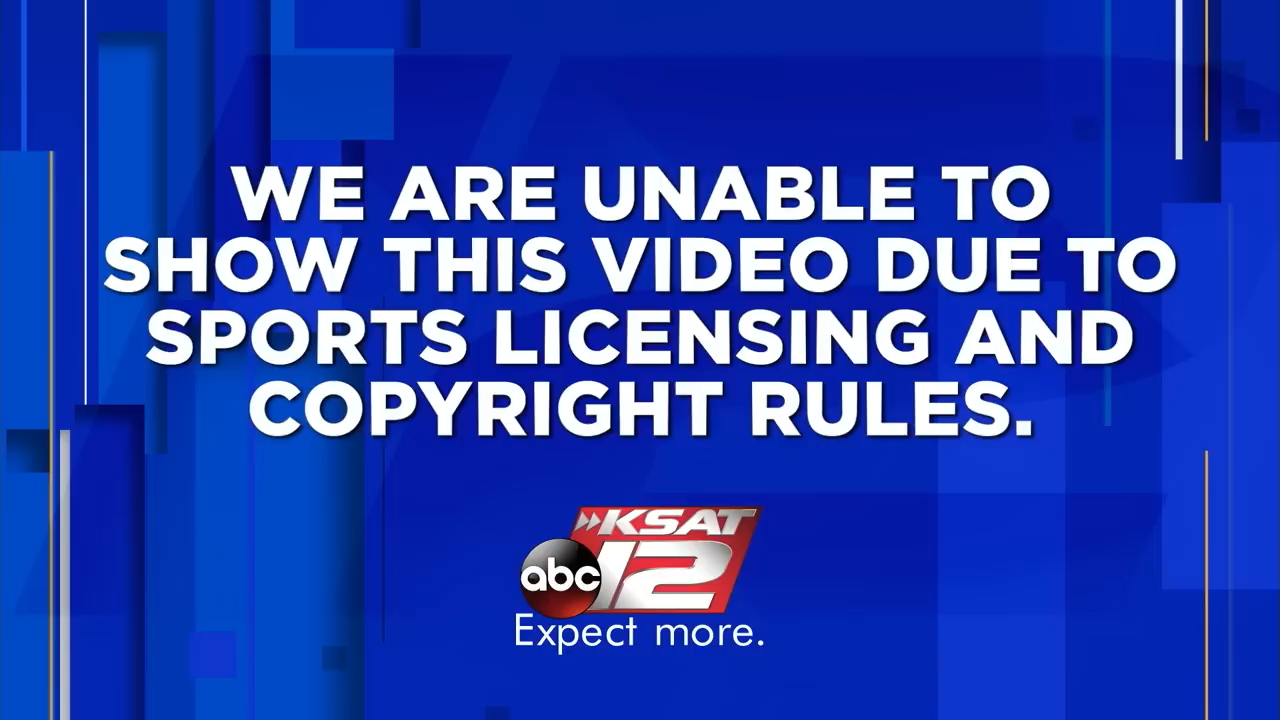 WE ARE UNABLE TO
SHOW THIS VIDEO DUE TO
SPORTS LICENSING AND
COPYRIGHT RULES.
KSAT
abc 12
Expect more.